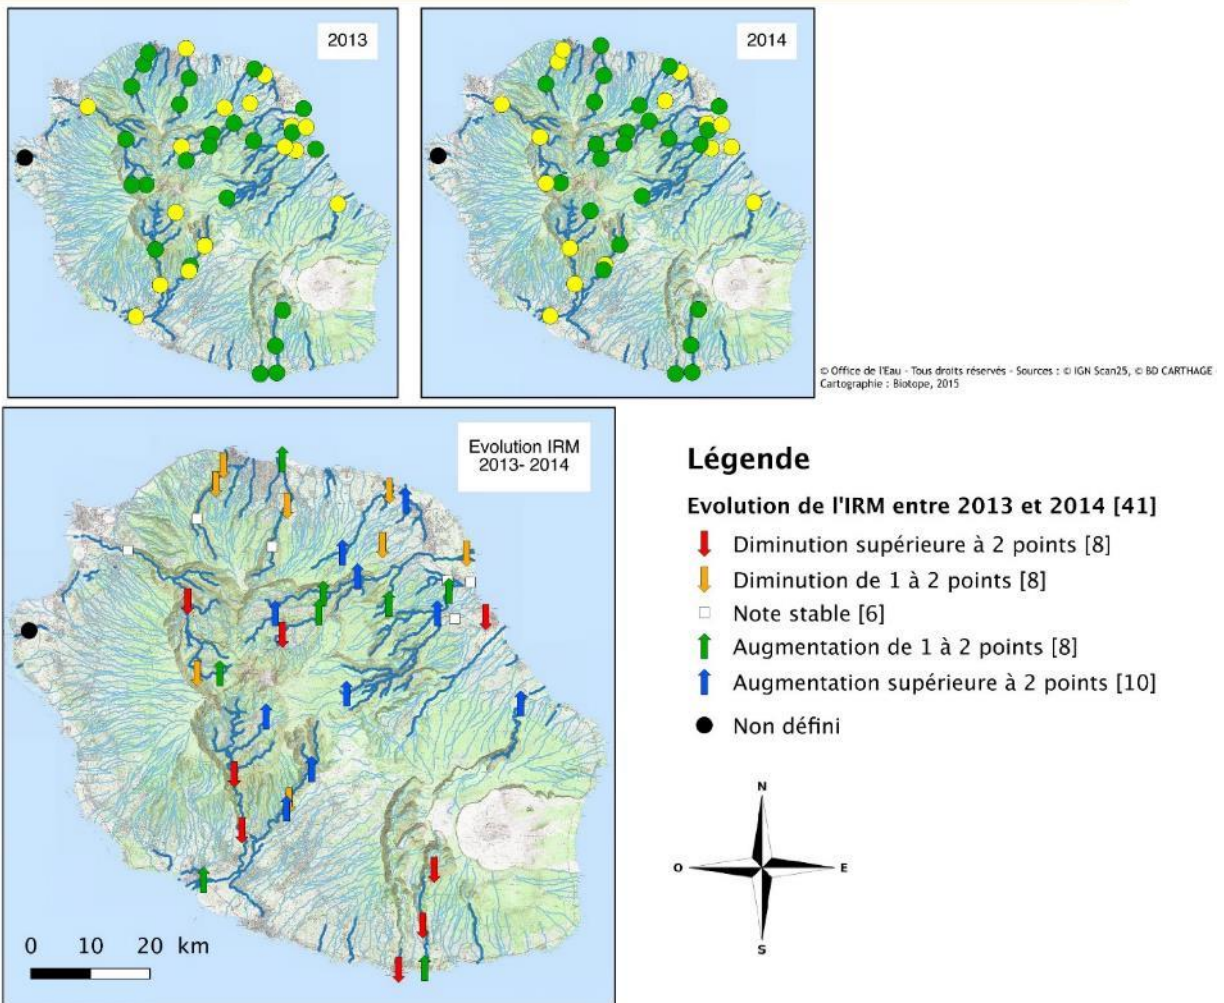 2013
2014
© Office de l'Eau - Tous droits réservés - Sources : © IGN Scan25, © BD CARTHAGE -
Cartographie : Biotope, 2015
Evolution IRM
2013- 2014
0 10 20 km
Légende
Evolution de l'IRM entre 2013 et 2014 [41]
Diminution supérieure à 2 points [8]
Diminution de 1 à 2 points [8]
Note stable [6]
Augmentation de 1 à 2 points [8]
Augmentation supérieure à 2 points [10]
Non défini
N
O E
S